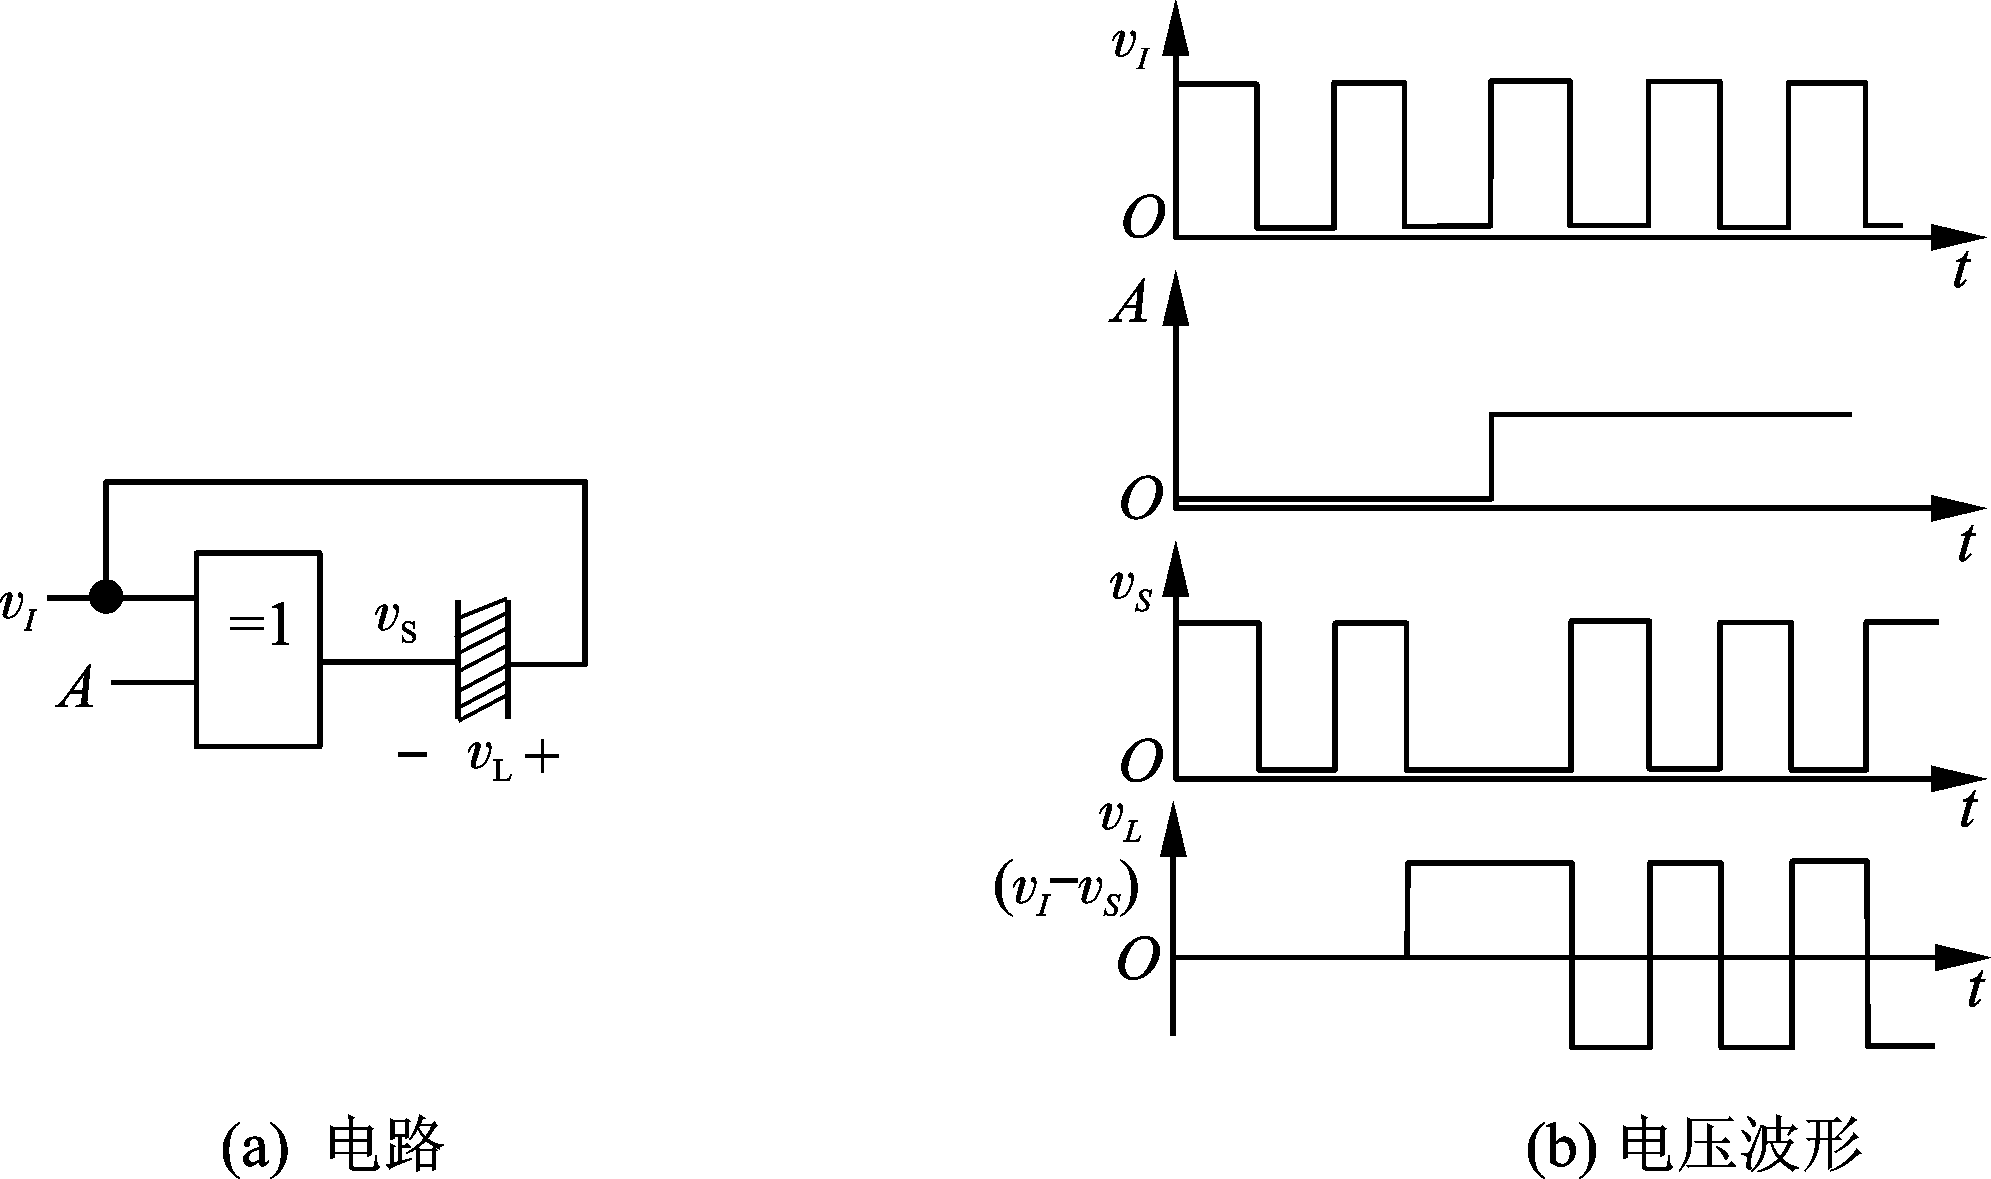 v_I
=1
A
v_S
− v_L +
(a) 电路
v_I
O
t
A
O
t
v_S
O
t
v_L
(v_I−v_S)
O
t
(b) 电压波形